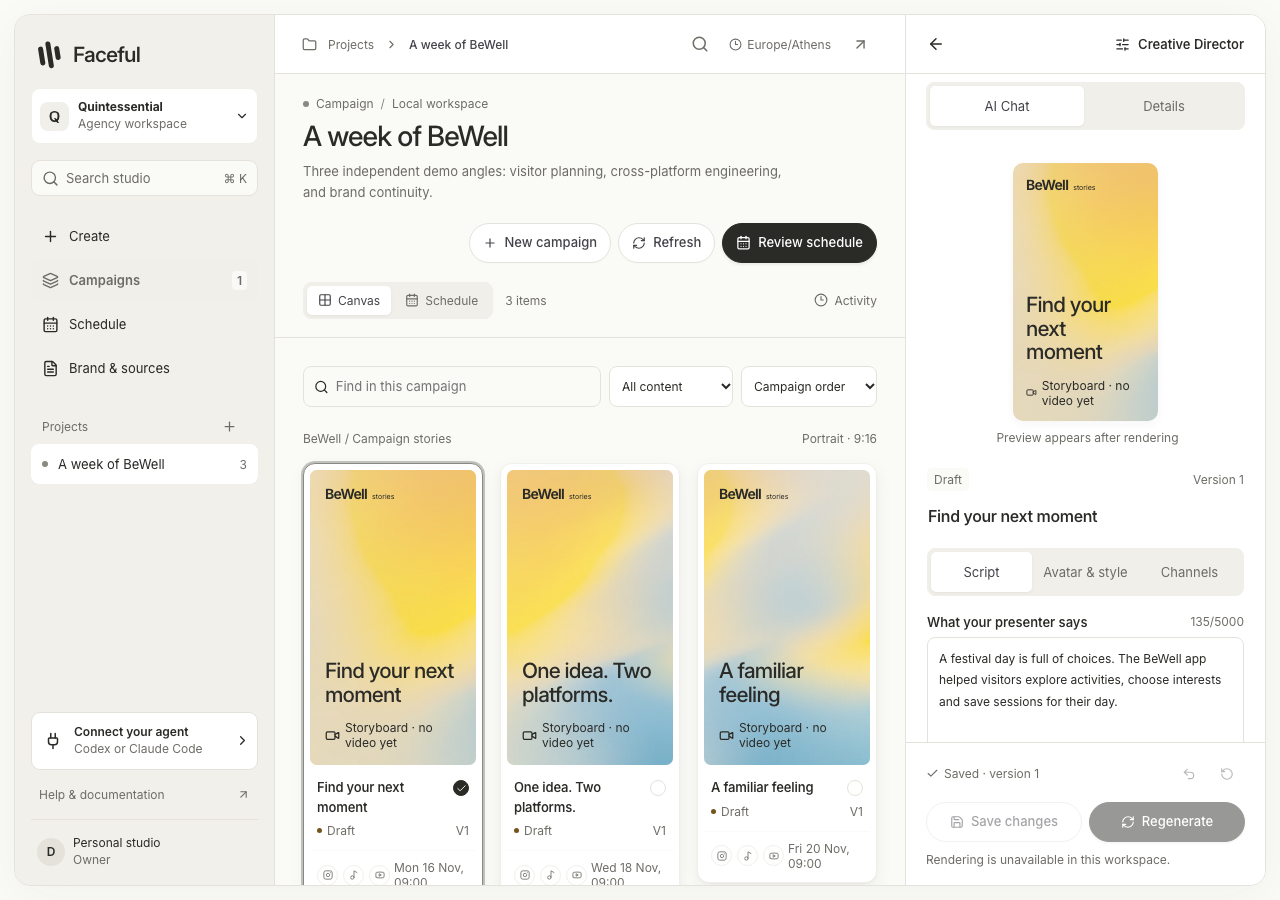 Faceful
Q
Quintessential
Agency workspace
Search studio
⌘ K
Create
Campaigns
1
Schedule
Brand & sources
Projects
A week of BeWell
3
Connect your agent
Codex or Claude Code
Help & documentation
D
Personal studio
Owner
Projects
A week of BeWell
Europe/Athens
Campaign / Local workspace
A week of BeWell
Three independent demo angles: visitor planning, cross-platform engineering,
and brand continuity.
New campaign
Refresh
Review schedule
Canvas
Schedule
3 items
Activity
Find in this campaign
All content
Campaign order
BeWell / Campaign stories
Portrait · 9:16
BeWell stories
Find your next
moment
Storyboard · no
video yet
Find your next
moment
Draft
V1
Mon 16 Nov,
09:00
BeWell stories
One idea. Two
platforms.
Storyboard · no
video yet
One idea. Two
platforms.
Draft
V1
Wed 18 Nov,
09:00
BeWell stories
A familiar
feeling
Storyboard · no
video yet
A familiar feeling
Draft
V1
Fri 20 Nov,
09:00
Creative Director
AI Chat
Details
BeWell stories
Find your
next
moment
Storyboard · no
video yet
Preview appears after rendering
Draft
Version 1
Find your next moment
Script
Avatar & style
Channels
What your presenter says
135/5000
A festival day is full of choices. The BeWell app
helped visitors explore activities, choose interests
and save sessions for their day.
Saved · version 1
Save changes
Regenerate
Rendering is unavailable in this workspace.